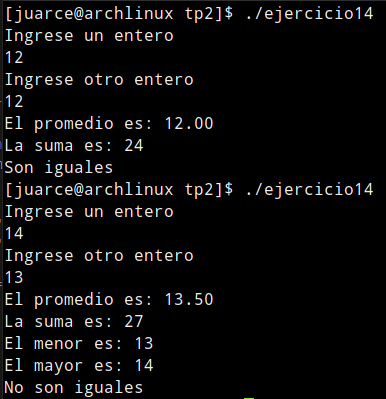 [juarce@archlinux tp2]$ ./ejercicio14
Ingrese un entero
12
Ingrese otro entero
12
El promedio es: 12.00
La suma es: 24
Son iguales
[juarce@archlinux tp2]$ ./ejercicio14
Ingrese un entero
14
Ingrese otro entero
13
El promedio es: 13.50
La suma es: 27
El menor es: 13
El mayor es: 14
No son iguales